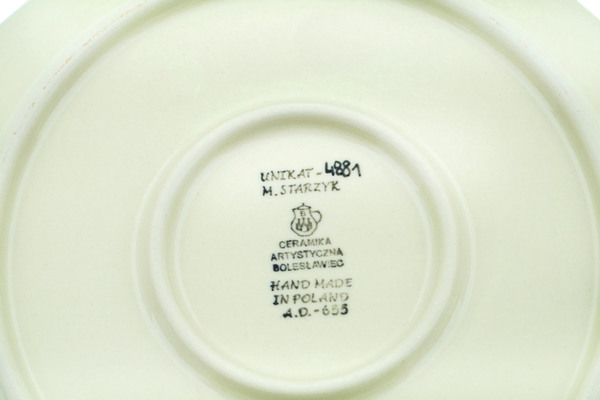 UNIKAT - 4881
M. STARZYK
CERAMIKA
ARTYSTYCZNA
BOLESŁAWIEC
HAND MADE
IN POLAND
A.D. - 655